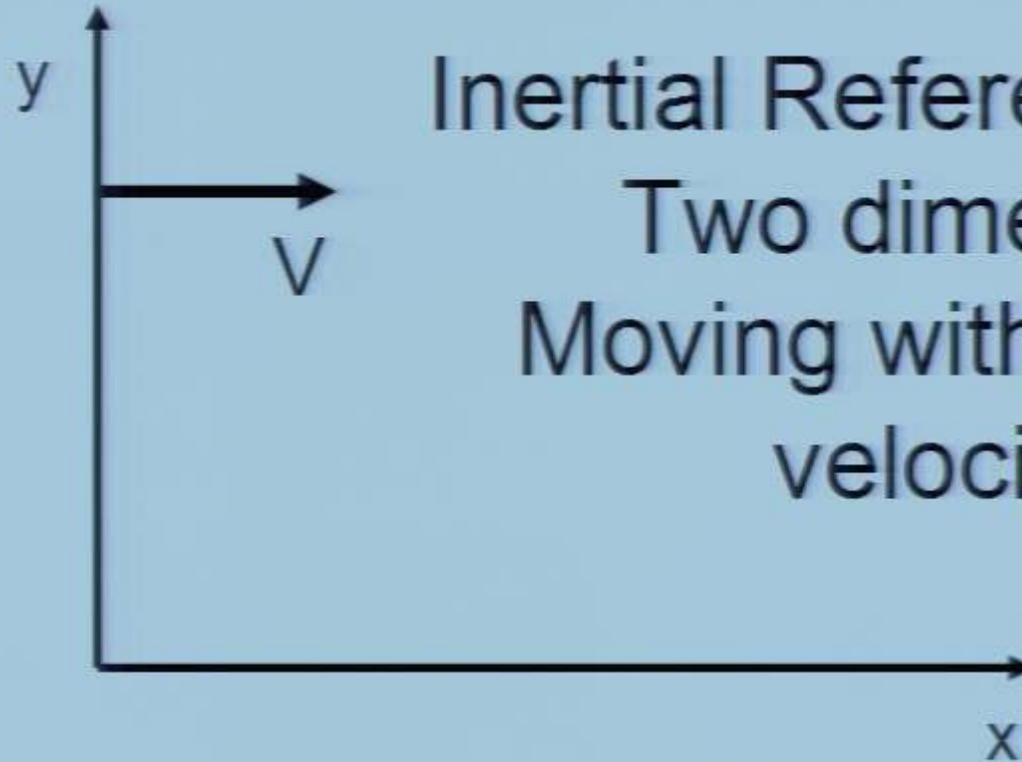 y
Inertial Refere
Two dime
V
Moving with
veloci
x